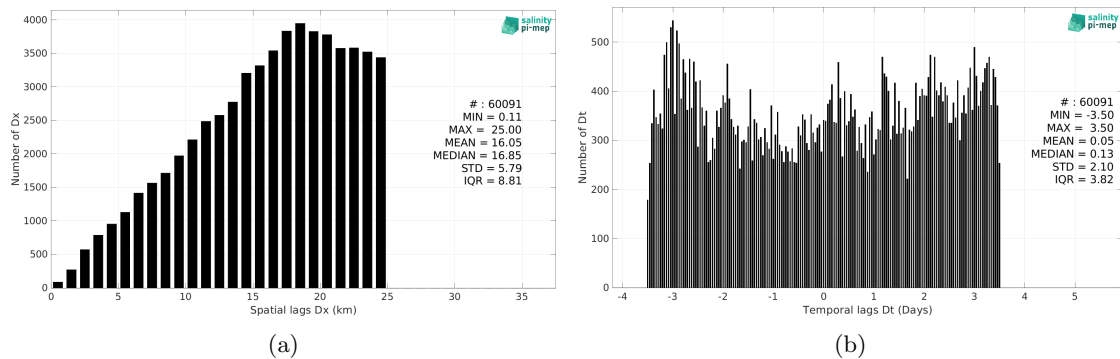 salinity
pi-mep
4000
3500
3000
2500
2000
1500
1000
500
0
Number of Dx
# : 60091
MIN = 0.11
MAX = 25.00
MEAN = 16.05
MEDIAN = 16.85
STD = 5.79
IQR = 8.81
0 5 10 15 20 25 30 35
Spatial lags Dx (km)
(a)
salinity
pi-mep
500
400
300
200
100
0
Number of Dt
# : 60091
MIN = -3.50
MAX = 3.50
MEAN = 0.05
MEDIAN = 0.13
STD = 2.10
IQR = 3.82
-4 -3 -2 -1 0 1 2 3 4 5
Temporal lags Dt (Days)
(b)